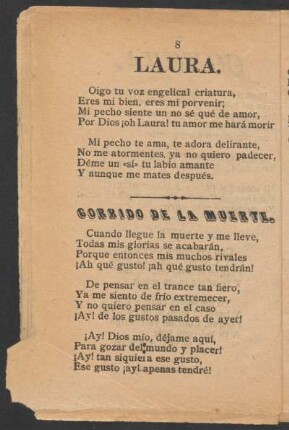 8
LAURA.
Oigo tu voz engelical criatura,
Eres mi bien, eres mi porvenir;
Mi pecho siente un no sé qué de amor,
Por Dios ¡oh Laura! tu amor me hará morir
Mi pecho te ama, te adora delirante,
No me atormentes, ya no quiero padecer,
Déme un «sí» tu labio amante
Y aunque me mates después.
CORRIDO DE LA MUERTE.
Cuando llegue la muerte y me lleve,
Todas mis glorias se acabarán,
Porque entonces mis muchos rivales
¡Ah qué gusto! ¡ah qué gusto tendrán!
De pensar en el trance tan fiero,
Ya me siento de frío extremecer,
Y no quiero pensar en el caso
¡Ay! de los gustos pasados de ayer!
¡Ay! Dios mío, déjame aquí,
Para gozar del mundo y placer!
¡Ay! tan siquiera ese gusto,
Ese gusto ¡ay! apenas tendré!